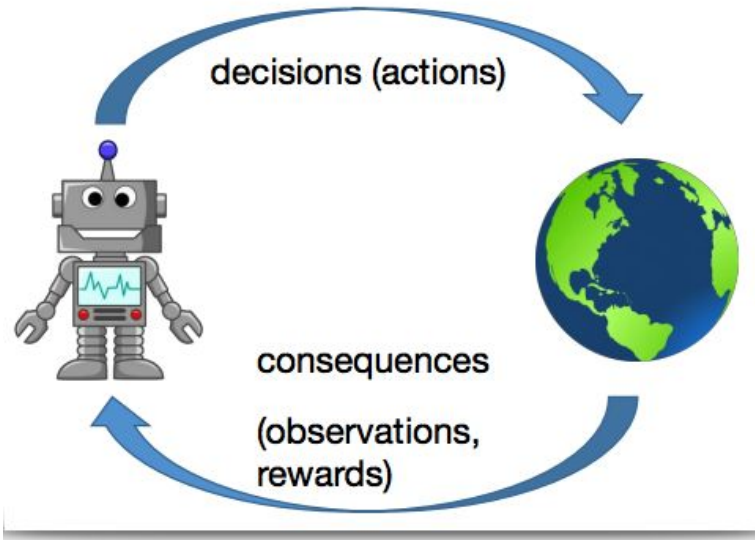 decisions (actions)
consequences
(observations,
rewards)